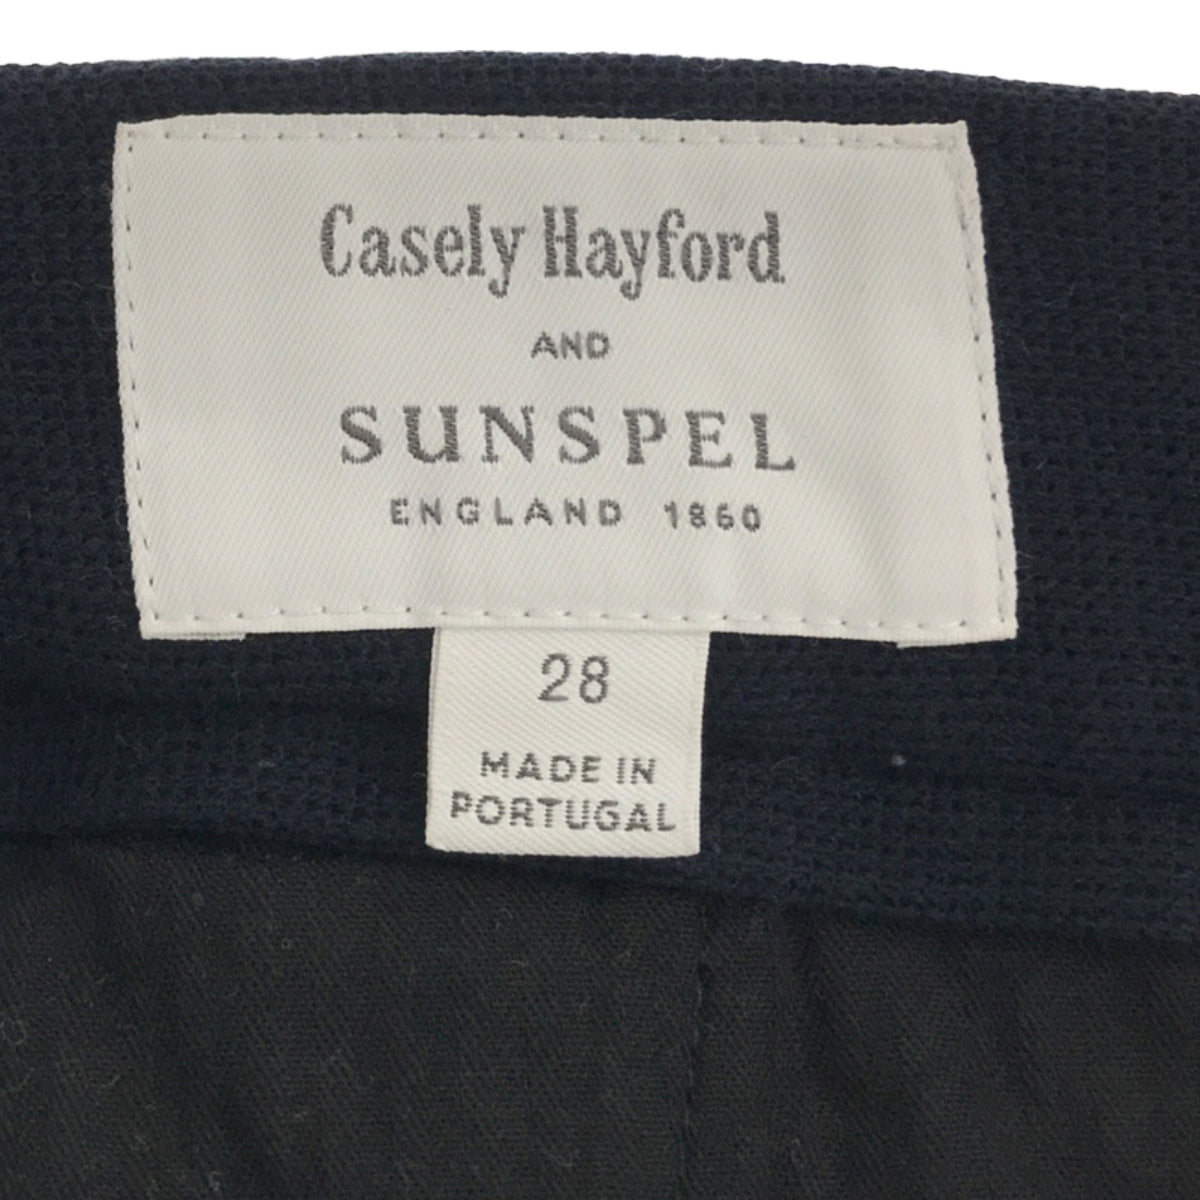 Casely Hayford
AND
SUNSPEL
ENGLAND 1860
28
MADE IN
PORTUGAL